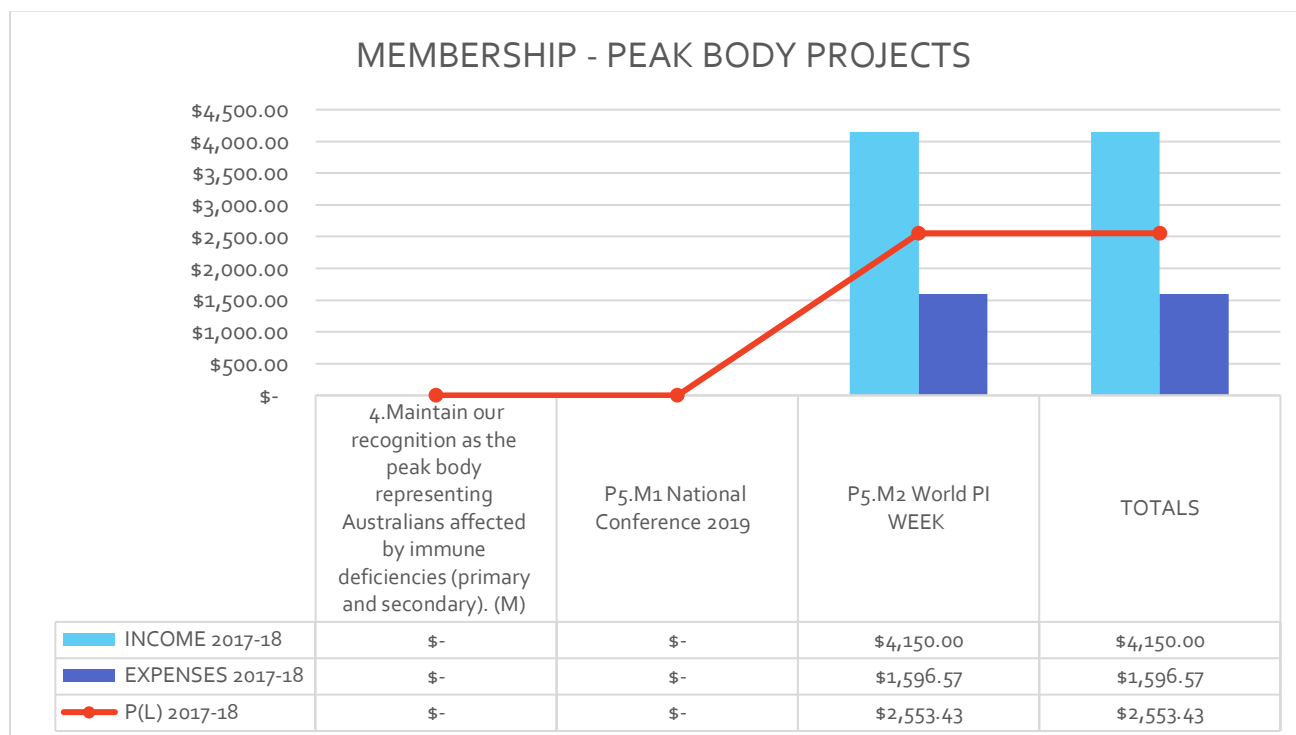 MEMBERSHIP - PEAK BODY PROJECTS
$4,500.00
$4,000.00
$3,500.00
$3,000.00
$2,500.00
$2,000.00
$1,500.00
$1,000.00
$500.00
$-
4.Maintain our
recognition as the
peak body
representing
Australians affected
by immune
deficiencies (primary
and secondary). (M)
P5.M1 National
Conference 2019
P5.M2 World PI
WEEK
TOTALS
INCOME 2017-18 $- $- $4,150.00 $4,150.00
EXPENSES 2017-18 $- $- $1,596.57 $1,596.57
P(L) 2017-18 $- $- $2,553.43 $2,553.43